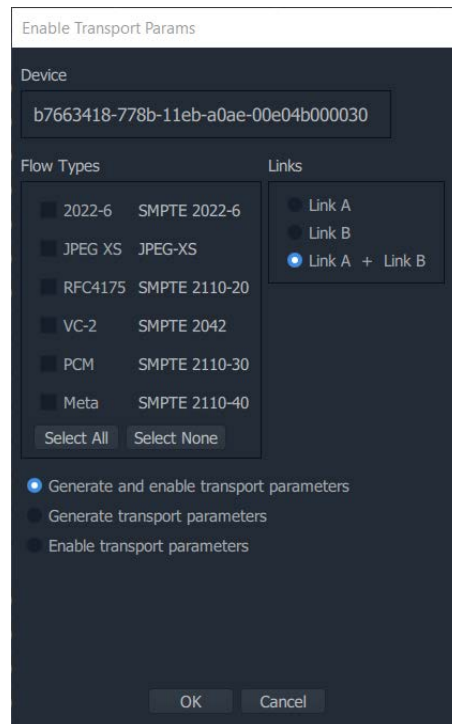 Enable Transport Params
Device
b7663418-778b-11eb-a0ae-00e04b000030
Flow Types
2022-6 SMPTE 2022-6
JPEG XS JPEG-XS
RFC4175 SMPTE 2110-20
VC-2 SMPTE 2042
PCM SMPTE 2110-30
Meta SMPTE 2110-40
Select All Select None
Links
Link A
Link B
Link A + Link B
Generate and enable transport parameters
Generate transport parameters
Enable transport parameters
OK Cancel